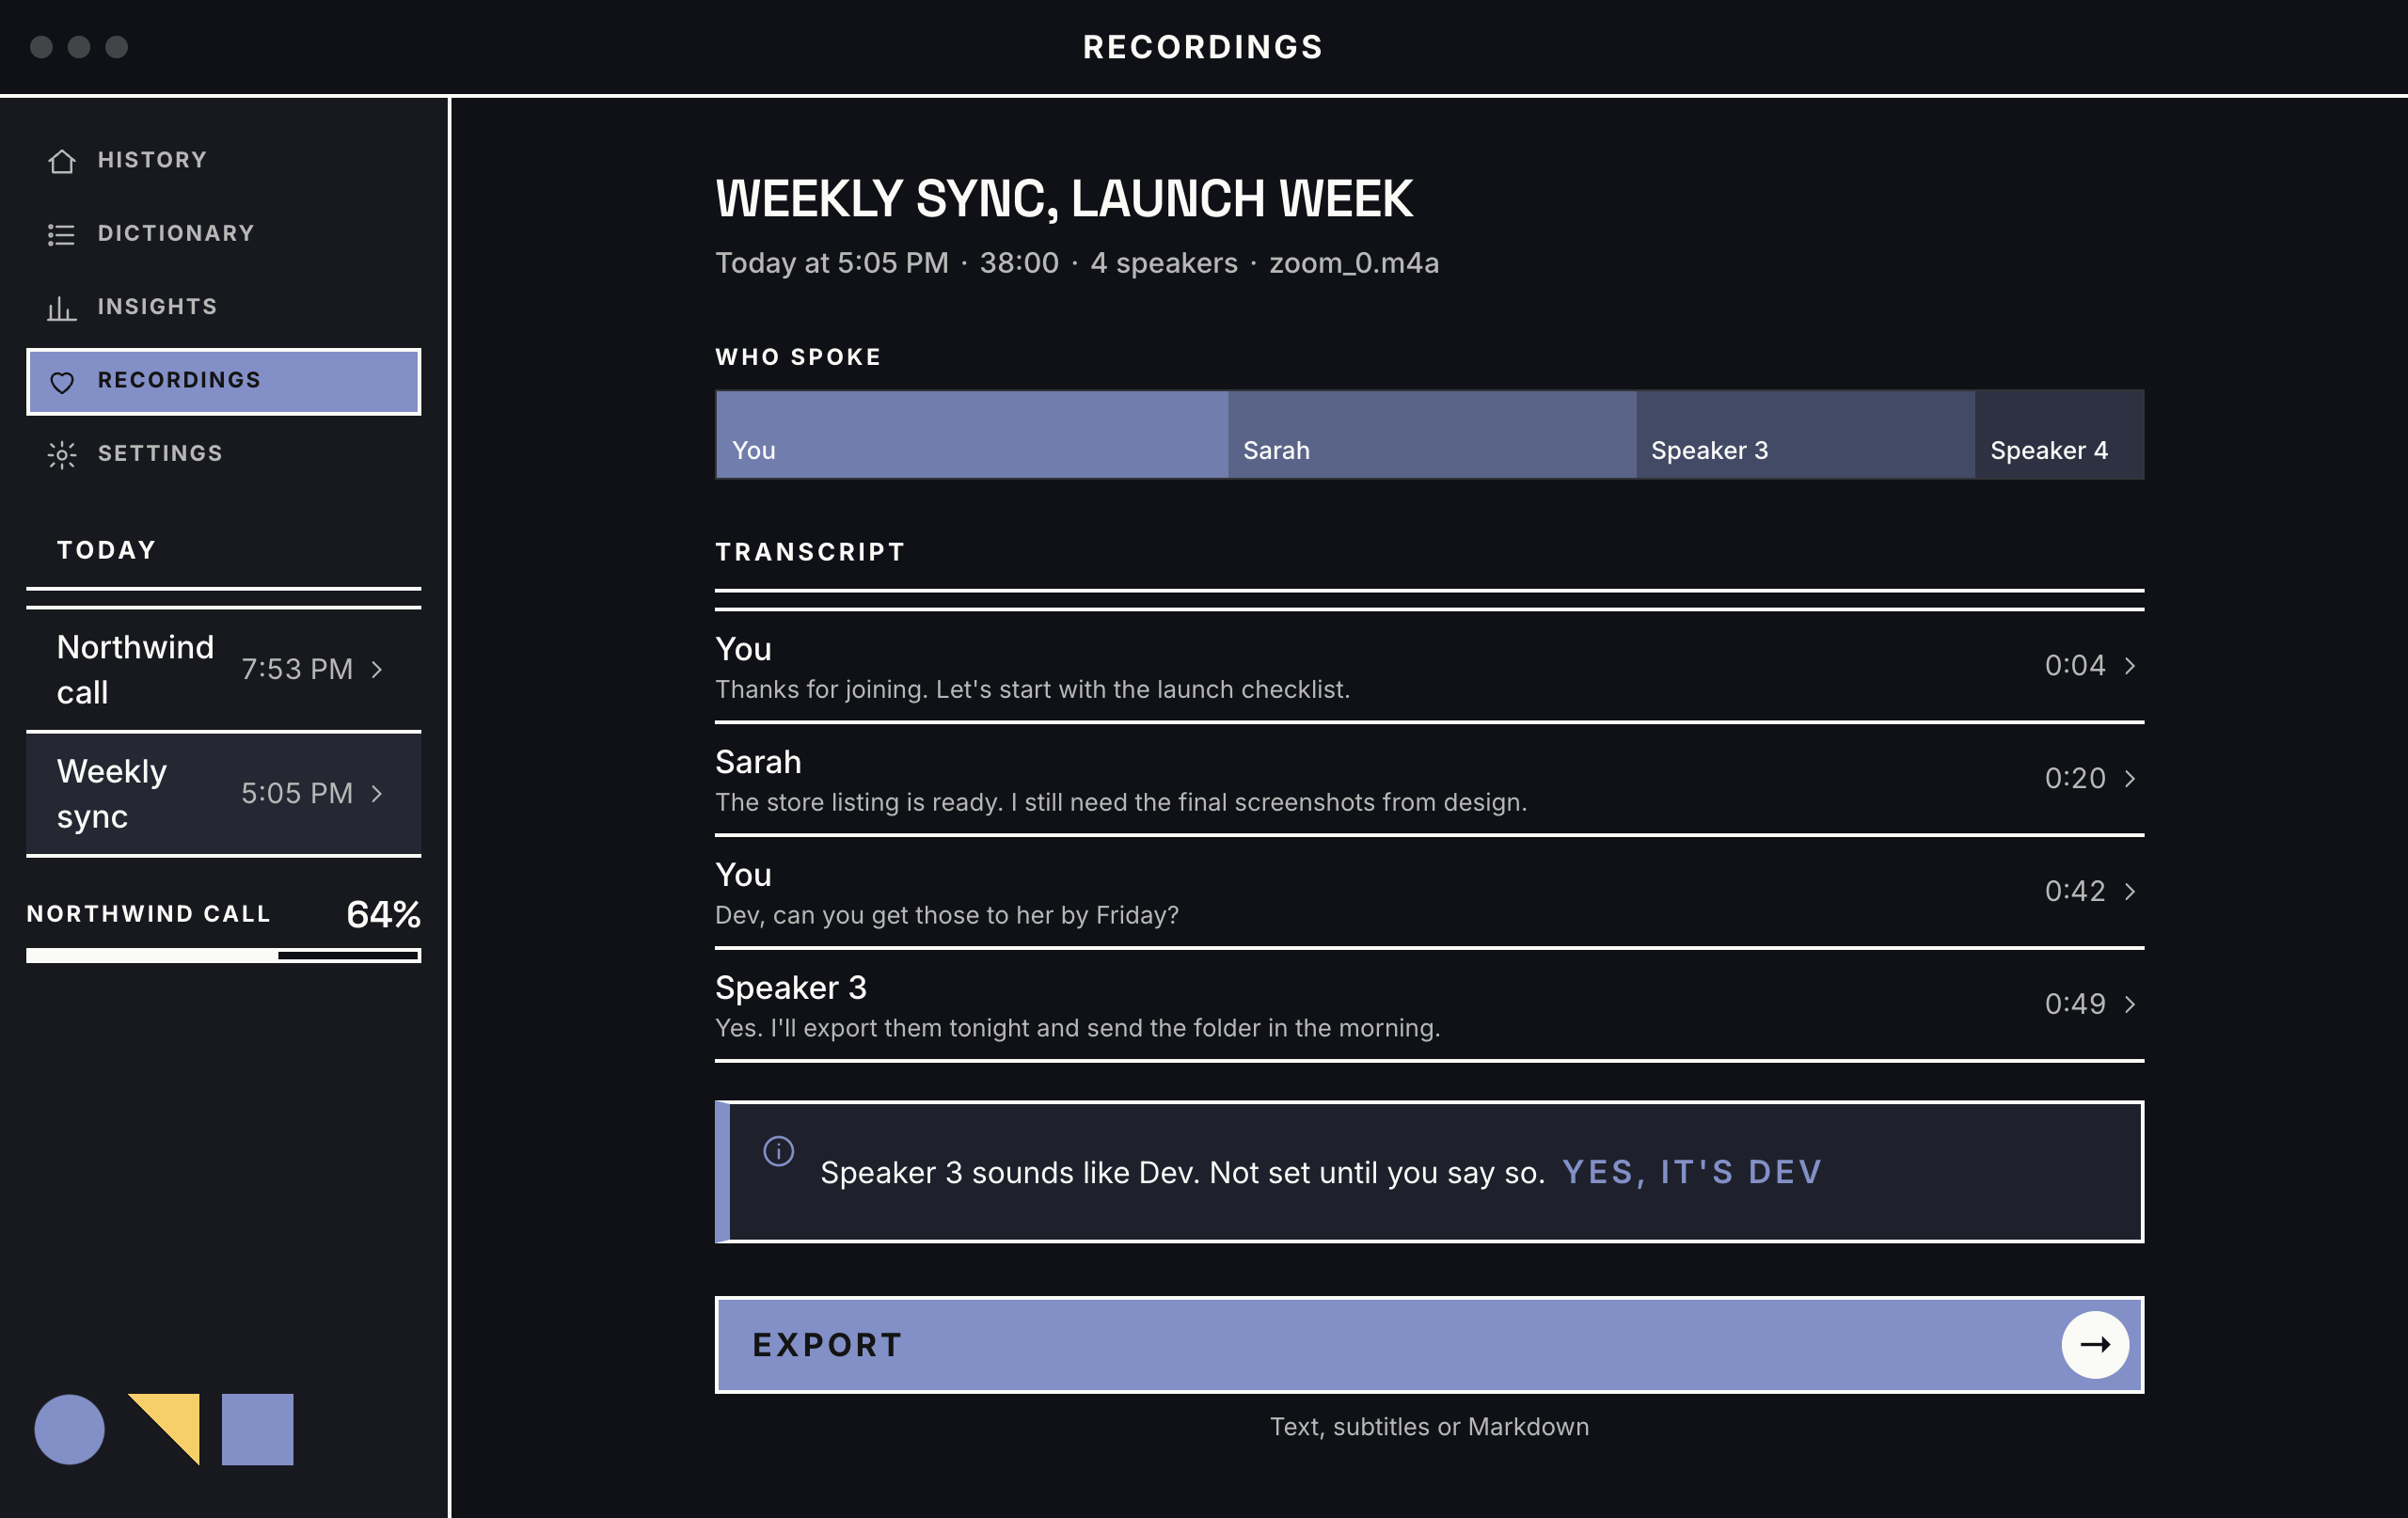 RECORDINGS
HISTORY
DICTIONARY
INSIGHTS
RECORDINGS
SETTINGS
TODAY
Northwind call 7:53 PM
Weekly sync 5:05 PM
NORTHWIND CALL 64%
WEEKLY SYNC, LAUNCH WEEK
Today at 5:05 PM · 38:00 · 4 speakers · zoom_0.m4a
WHO SPOKE
You Sarah Speaker 3 Speaker 4
TRANSCRIPT
You
Thanks for joining. Let's start with the launch checklist.
0:04
Sarah
The store listing is ready. I still need the final screenshots from design.
0:20
You
Dev, can you get those to her by Friday?
0:42
Speaker 3
Yes. I'll export them tonight and send the folder in the morning.
0:49
Speaker 3 sounds like Dev. Not set until you say so. YES, IT'S DEV
EXPORT
Text, subtitles or Markdown